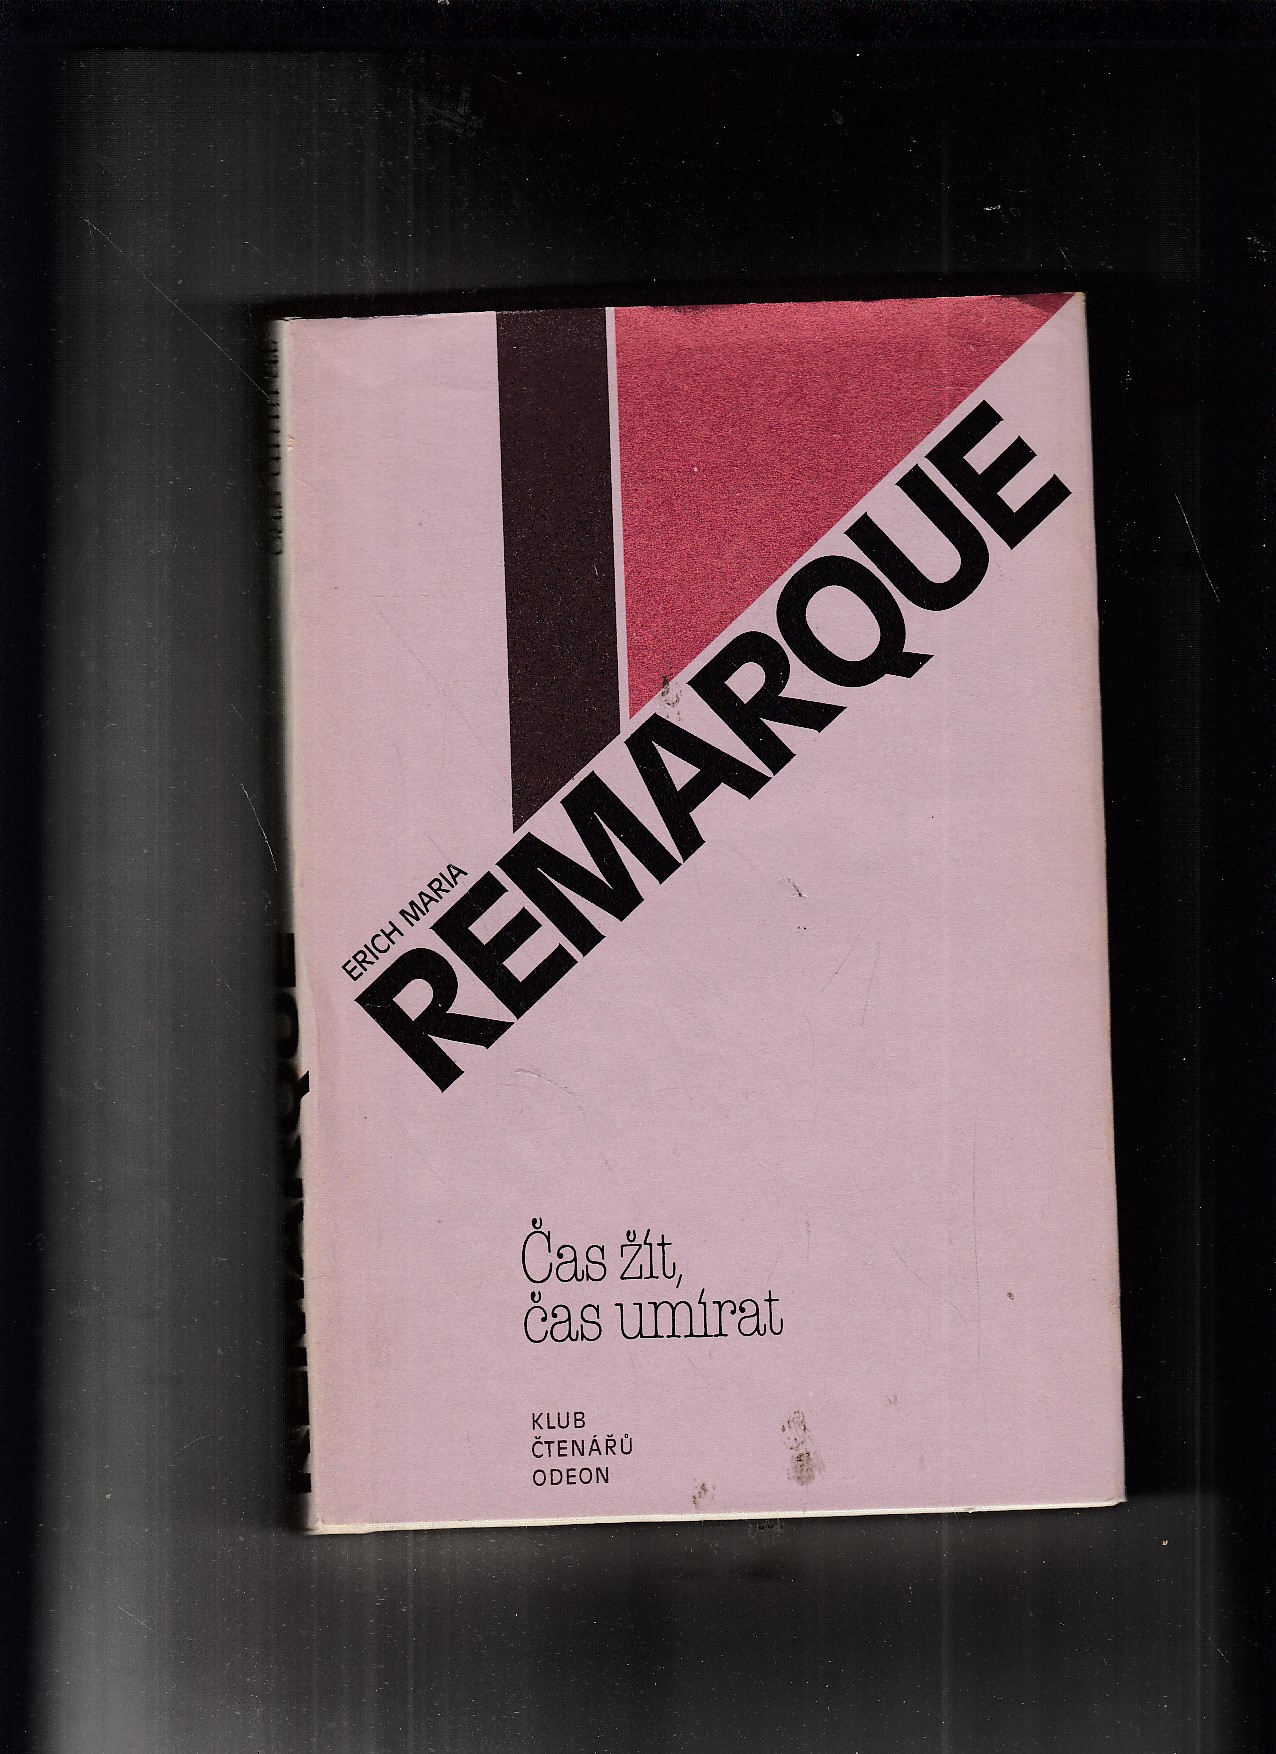 ERICH MARIA
REMARQUE
Čas žít,
čas umírat
KLUB
ČTENÁŘŮ
ODEON